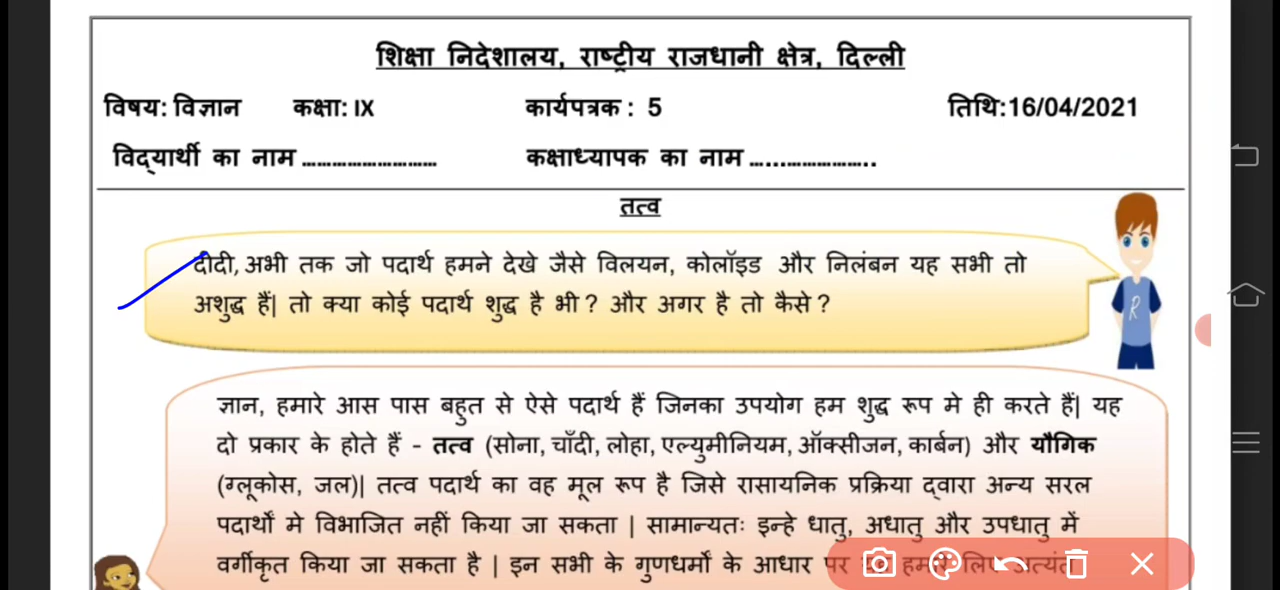 शिक्षा निदेशालय, राष्ट्रीय राजधानी क्षेत्र, दिल्ली
विषय: विज्ञान कक्षा: IX कार्यपत्रक : 5 तिथि:16/04/2021
विद्यार्थी का नाम ......................... कक्षाध्यापक का नाम ........................
तत्व
दीदी, अभी तक जो पदार्थ हमने देखे जैसे विलयन, कोलॉइड और निलंबन यह सभी तो
अशुद्ध हैं| तो क्या कोई पदार्थ शुद्ध है भी ? और अगर है तो कैसे ?
R
ज्ञान, हमारे आस पास बहुत से ऐसे पदार्थ हैं जिनका उपयोग हम शुद्ध रूप मे ही करते हैं| यह
दो प्रकार के होते हैं - तत्व (सोना, चाँदी, लोहा, एल्युमीनियम, ऑक्सीजन, कार्बन) और यौगिक
(ग्लूकोस, जल)| तत्व पदार्थ का वह मूल रूप है जिसे रासायनिक प्रक्रिया द्वारा अन्य सरल
पदार्थों मे विभाजित नहीं किया जा सकता | सामान्यतः इन्हे धातु, अधातु और उपधातु में
वर्गीकृत किया जा सकता है | इन सभी के गुणधर्मों के आधार पर हमारे लिए अत्यंत